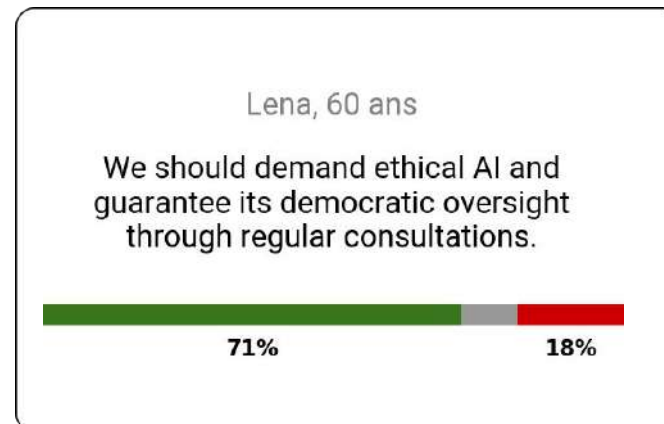 Lena, 60 ans
We should demand ethical AI and
guarantee its democratic oversight
through regular consultations.
71%
18%